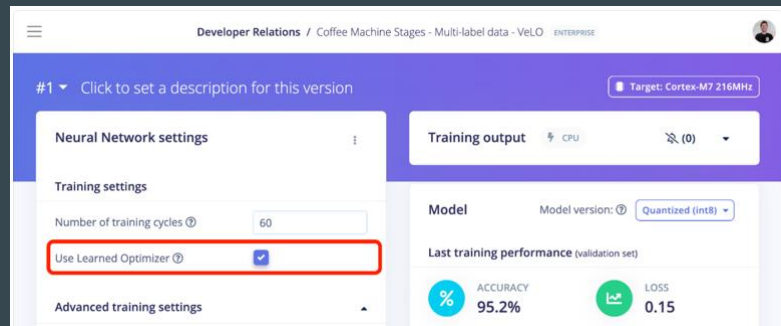 Developer Relations / Coffee Machine Stages - Multi-label data - VeLO ENTERPRISE
#1 Click to set a description for this version
Target: Cortex-M7 216MHz
Neural Network settings
Training settings
Number of training cycles ?
60
Use Learned Optimizer ?
Advanced training settings
Training output CPU (0)
Model
Model version: ? Quantized (int8)
Last training performance (validation set)
% ACCURACY
95.2%
LOSS
0.15